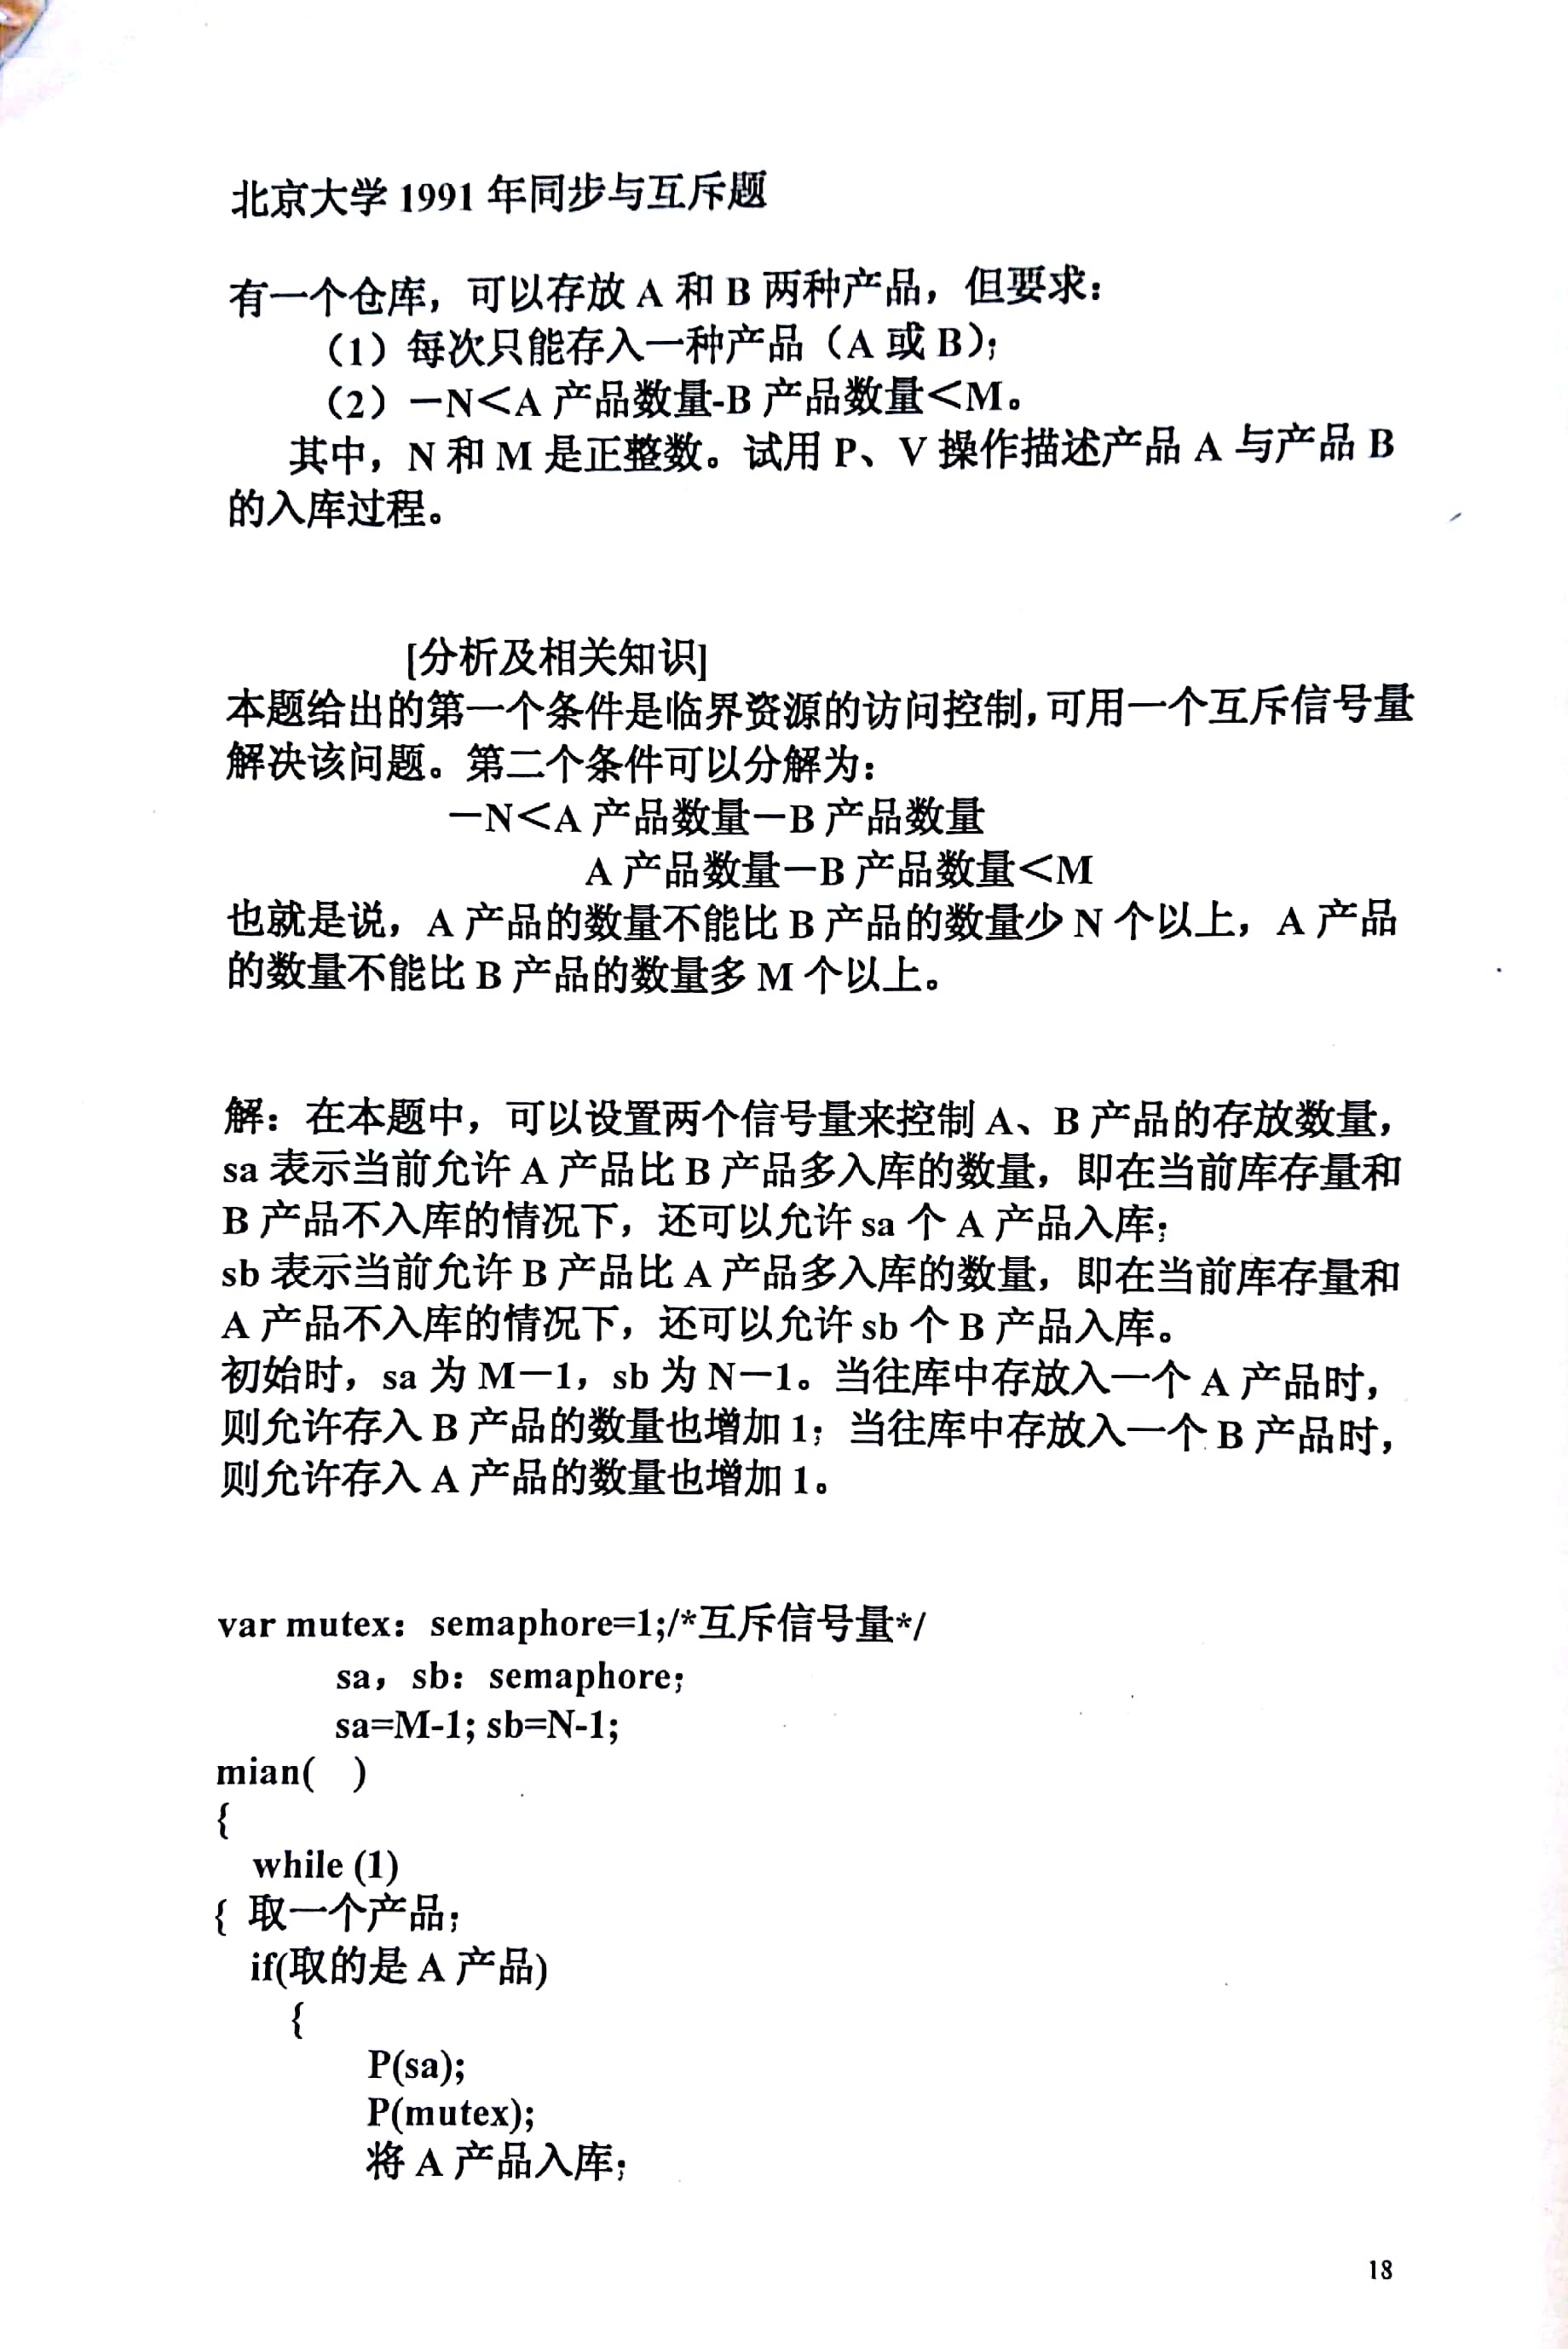 北京大学 1991 年同步与互斥题
有一个仓库，可以存放 A 和 B 两种产品，但要求：
（1）每次只能存入一种产品（A 或 B）；
（2）－N＜A 产品数量-B 产品数量＜M。
其中，N 和 M 是正整数。试用 P、V 操作描述产品 A 与产品 B
的入库过程。
[分析及相关知识]
本题给出的第一个条件是临界资源的访问控制，可用一个互斥信号量
解决该问题。第二个条件可以分解为：
－N＜A 产品数量－B 产品数量
A 产品数量－B 产品数量＜M
也就是说，A 产品的数量不能比 B 产品的数量少 N 个以上，A 产品
的数量不能比 B 产品的数量多 M 个以上。
解：在本题中，可以设置两个信号量来控制 A、B 产品的存放数量，
sa 表示当前允许 A 产品比 B 产品多入库的数量，即在当前库存量和
B 产品不入库的情况下，还可以允许 sa 个 A 产品入库；
sb 表示当前允许 B 产品比 A 产品多入库的数量，即在当前库存量和
A 产品不入库的情况下，还可以允许 sb 个 B 产品入库。
初始时，sa 为 M－1，sb 为 N－1。当往库中存放入一个 A 产品时，
则允许存入 B 产品的数量也增加 1；当往库中存放入一个 B 产品时，
则允许存入 A 产品的数量也增加 1。
var mutex：semaphore=1;/*互斥信号量*/
sa，sb：semaphore；
sa=M-1; sb=N-1;
mian( )
{
while (1)
{ 取一个产品；
if(取的是 A 产品)
{
P(sa);
P(mutex);
将 A 产品入库；
18